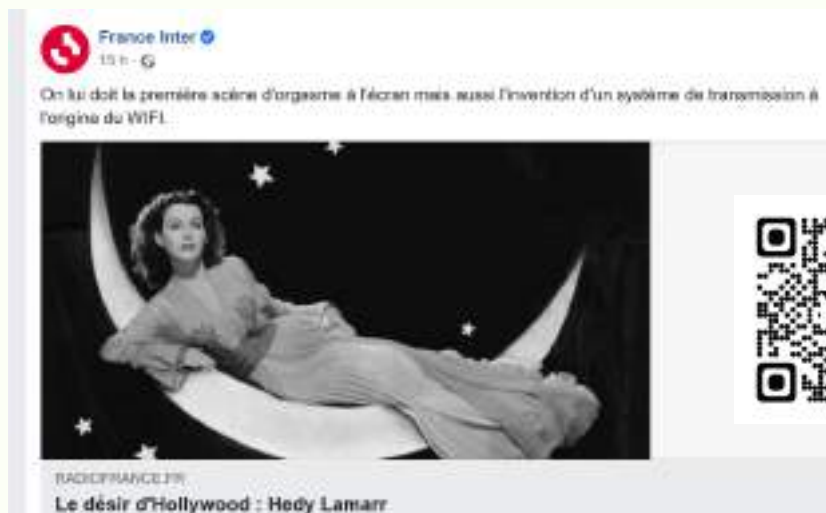 France Inter
15 h ·
On lui doit la première scène d'orgasme à l'écran mais aussi l'invention d'un système de transmission à
l'origine du WIFI.
RADIOFRANCE.FR
Le désir d'Hollywood : Hedy Lamarr